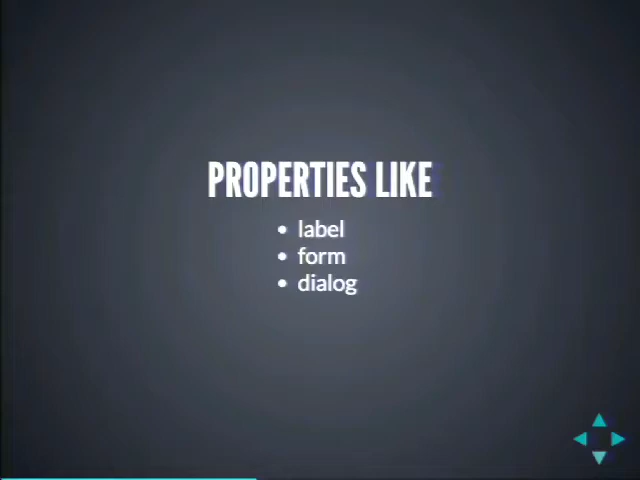 PROPERTIES LIKE
• label
• form
• dialog